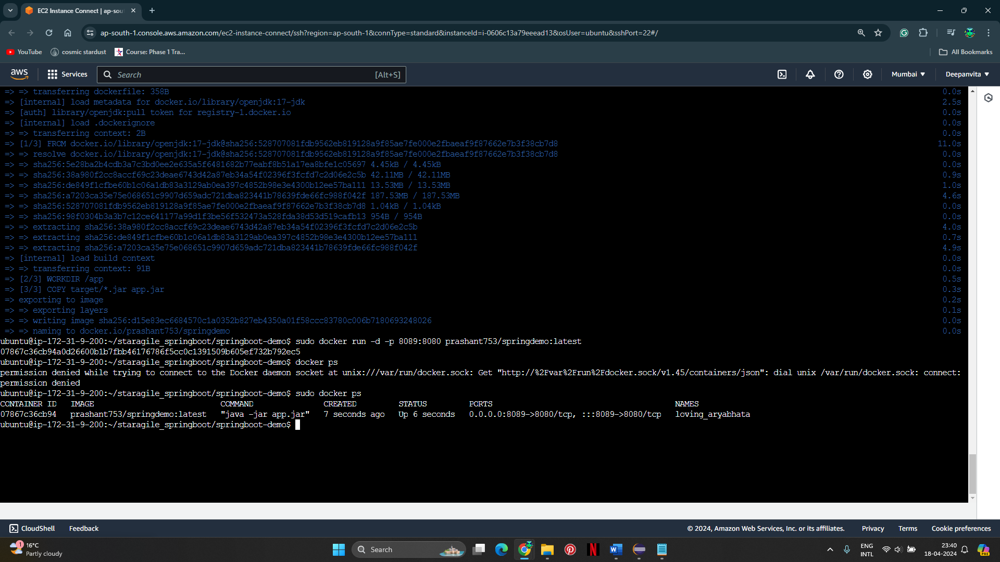 EC2 Instance Connect | ap-sou
ap-south-1.console.aws.amazon.com/ec2-instance-connect/ssh?region=ap-south-1&connType=standard&instanceId=i-0606c13a79eeead13&osUser=ubuntu&sshPort=22#/
YouTube cosmic stardust Course: Phase 1 Tra... All Bookmarks
aws Services Search [Alt+S] Mumbai Deepanvita
=> => transferring dockerfile: 358B 0.0s
=> [internal] load metadata for docker.io/library/openjdk:17-jdk 2.5s
=> [auth] library/openjdk:pull token for registry-1.docker.io 0.0s
=> [internal] load .dockerignore 0.0s
=> => transferring context: 2B 0.0s
=> [1/3] FROM docker.io/library/openjdk:17-jdk@sha256:528707081fdb9562eb819128a9f85ae7fe000e2fbaeaf9f87662e7b3f38cb7d8 11.0s
=> => resolve docker.io/library/openjdk:17-jdk@sha256:528707081fdb9562eb819128a9f85ae7fe000e2fbaeaf9f87662e7b3f38cb7d8 0.0s
=> => sha256:5e28ba2b4cdb3a7c3bd0ee2e635a5f6481682b77eabf8b51a17ea8bfe1c05697 4.45kB / 4.45kB 0.0s
=> => sha256:38a980f2cc8accf69c23deae6743d42a87eb34a54f02396f3fcfd7c2d06e2c5b 42.11MB / 42.11MB 0.9s
=> => sha256:de849f1cfbe60b1c06a1db83a3129ab0ea397c4852b98e3e4300b12ee57ba111 13.53MB / 13.53MB 1.0s
=> => sha256:a7203ca35e75e068651c9907d659adc721dba823441b78639fde66fc988f042f 187.53MB / 187.53MB 4.6s
=> => sha256:528707081fdb9562eb819128a9f85ae7fe000e2fbaeaf9f87662e7b3f38cb7d8 1.04kB / 1.04kB 0.0s
=> => sha256:98f0304b3a3b7c12ce641177a99d1f3be56f532473a528fda38d53d519cafb13 954B / 954B 0.0s
=> => extracting sha256:38a980f2cc8accf69c23deae6743d42a87eb34a54f02396f3fcfd7c2d06e2c5b 4.0s
=> => extracting sha256:de849f1cfbe60b1c06a1db83a3129ab0ea397c4852b98e3e4300b12ee57ba111 0.7s
=> => extracting sha256:a7203ca35e75e068651c9907d659adc721dba823441b78639fde66fc988f042f 4.9s
=> [internal] load build context 0.0s
=> => transferring context: 91B 0.0s
=> [2/3] WORKDIR /app 0.5s
=> [3/3] COPY target/*.jar app.jar 0.3s
=> exporting to image 0.2s
=> => exporting layers 0.1s
=> => writing image sha256:d15e83ec6684570c1a0352b827eb4350a01f58ccc83780c006b7180693248026 0.0s
=> => naming to docker.io/prashant753/springdemo 0.0s
ubuntu@ip-172-31-9-200:~/staragile_springboot/springboot-demo$ sudo docker run -d -p 8089:8080 prashant753/springdemo:latest
07867c36cb94a0d26600b1b7fbb46176786f5cc0c1391509b605ef732b792ec5
ubuntu@ip-172-31-9-200:~/staragile_springboot/springboot-demo$ docker ps
permission denied while trying to connect to the Docker daemon socket at unix:///var/run/docker.sock: Get "http://%2Fvar%2Frun%2Fdocker.sock/v1.45/containers/json": dial unix /var/run/docker.sock: connect:
permission denied
ubuntu@ip-172-31-9-200:~/staragile_springboot/springboot-demo$ sudo docker ps
CONTAINER ID IMAGE COMMAND CREATED STATUS PORTS NAMES
07867c36cb94 prashant753/springdemo:latest "java -jar app.jar" 7 seconds ago Up 6 seconds 0.0.0.0:8089->8080/tcp, :::8089->8080/tcp loving_aryabhata
ubuntu@ip-172-31-9-200:~/staragile_springboot/springboot-demo$
CloudShell Feedback © 2024, Amazon Web Services, Inc. or its affiliates. Privacy Terms Cookie preferences
1 16°C
Partly cloudy
Search
W
N
ENG
INTL
23:40
18-04-2024
PRE